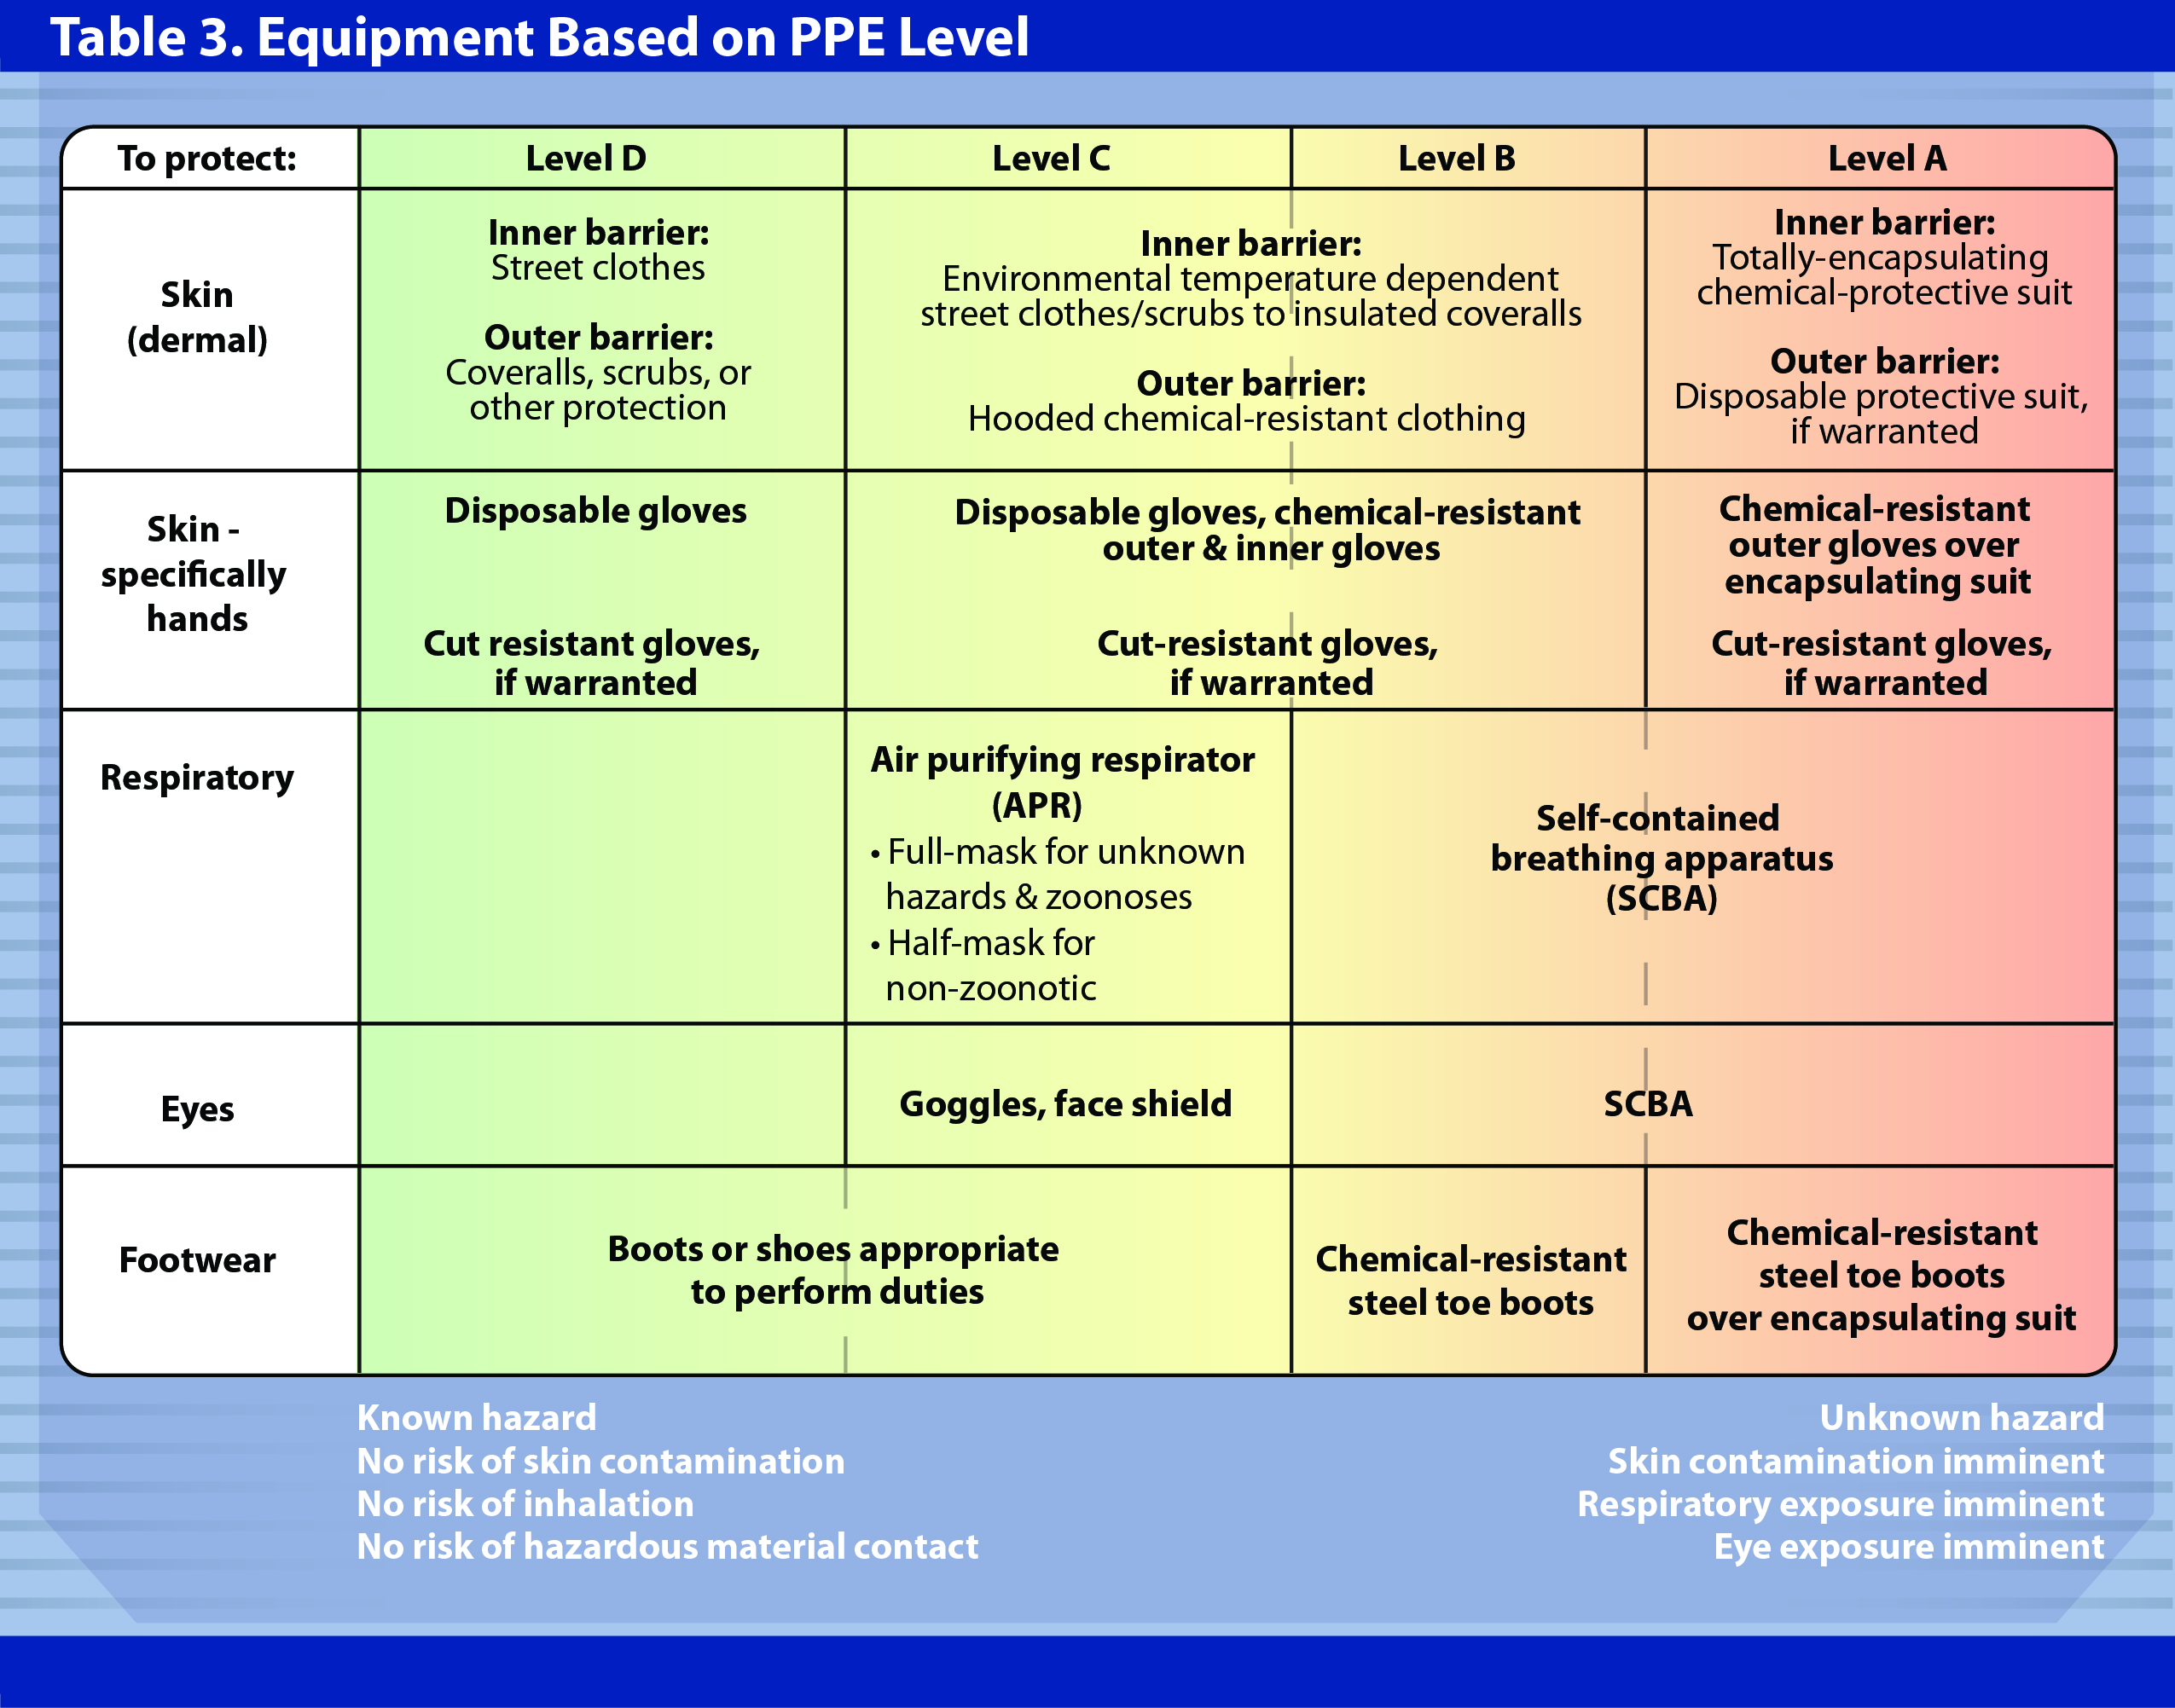 Table 3. Equipment Based on PPE Level
To protect:
Level D
Level C
Level B
Level A
Skin
(dermal)
Inner barrier:
Street clothes
Outer barrier:
Coveralls, scrubs, or
other protection
Inner barrier:
Environmental temperature dependent
street clothes/scrubs to insulated coveralls
Outer barrier:
Hooded chemical-resistant clothing
Inner barrier:
Totally-encapsulating
chemical-protective suit
Outer barrier:
Disposable protective suit,
if warranted
Skin -
specifically
hands
Disposable gloves
Cut resistant gloves,
if warranted
Disposable gloves, chemical-resistant
outer & inner gloves
Cut-resistant gloves,
if warranted
Chemical-resistant
outer gloves over
encapsulating suit
Cut-resistant gloves,
if warranted
Respiratory
Air purifying respirator
(APR)
• Full-mask for unknown
hazards & zoonoses
• Half-mask for
non-zoonotic
Self-contained
breathing apparatus
(SCBA)
Eyes
Goggles, face shield
SCBA
Footwear
Boots or shoes appropriate
to perform duties
Chemical-resistant
steel toe boots
Chemical-resistant
steel toe boots
over encapsulating suit
Known hazard
No risk of skin contamination
No risk of inhalation
No risk of hazardous material contact
Unknown hazard
Skin contamination imminent
Respiratory exposure imminent
Eye exposure imminent